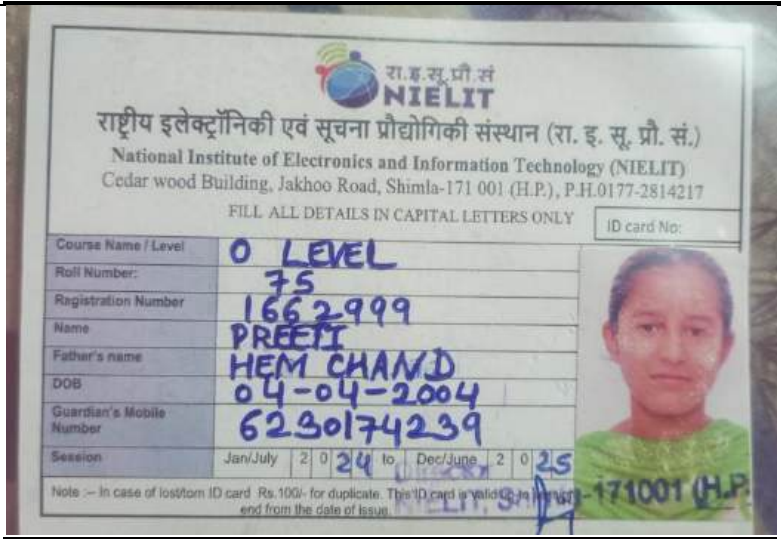 रा.इ.सू.प्रौ.सं
NIELIT
राष्ट्रीय इलेक्ट्रॉनिकी एवं सूचना प्रौद्योगिकी संस्थान (रा. इ. सू. प्रौ. सं.)
National Institute of Electronics and Information Technology (NIELIT)
Cedar wood Building, Jakhoo Road, Shimla-171 001 (H.P.), P.H.0177-2814217
FILL ALL DETAILS IN CAPITAL LETTERS ONLY
ID card No:
Course Name / Level O LEVEL
Roll Number: 75
Registration Number 1662999
Name PREETI
Father's name HEM CHAND
DOB 04-04-2004
Guardian's Mobile Number 6230174239
Session Jan/July 2024 to Dec/June 2025
Note :– In case of lost/torn ID card Rs.100/- for duplicate. This ID card is valid
end from the date of issue.
NIELIT, -171001 (H.P.